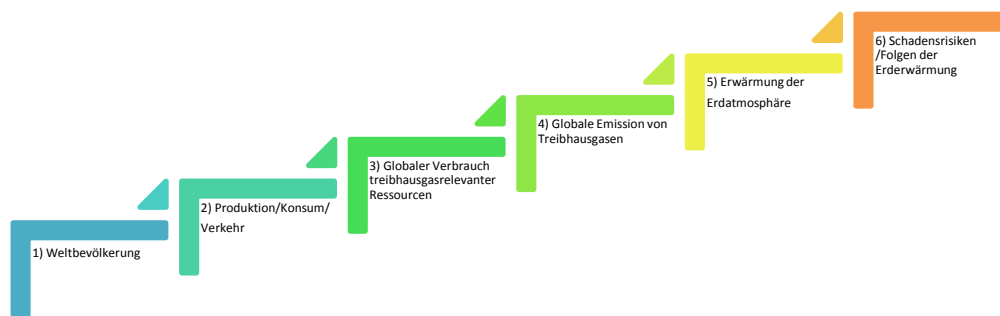 1) Weltbevölkerung
2) Produktion/Konsum/
Verkehr
3) Globaler Verbrauch
treibhausgasrelevanter
Ressourcen
4) Globale Emission von
Treibhausgasen
5) Erwärmung der
Erdatmosphäre
6) Schadensrisiken
/Folgen der
Erderwärmung